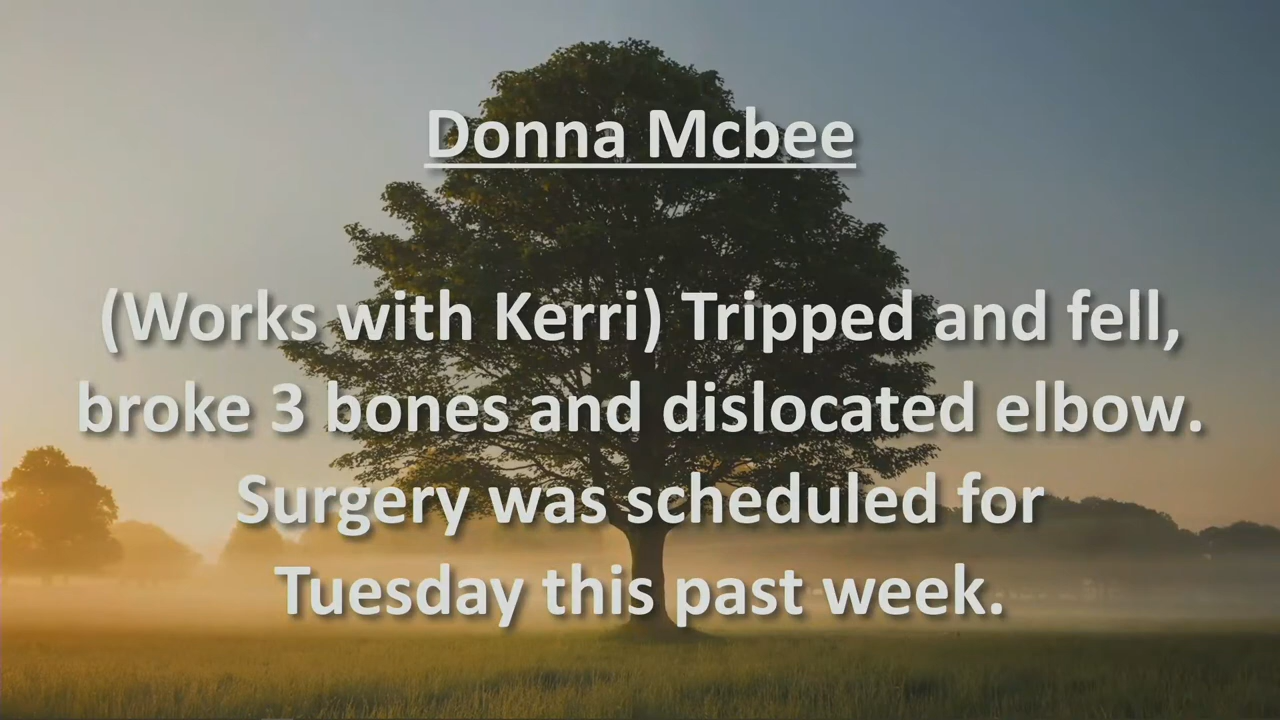 Donna Mcbee
(Works with Kerri) Tripped and fell,
broke 3 bones and dislocated elbow.
Surgery was scheduled for
Tuesday this past week.